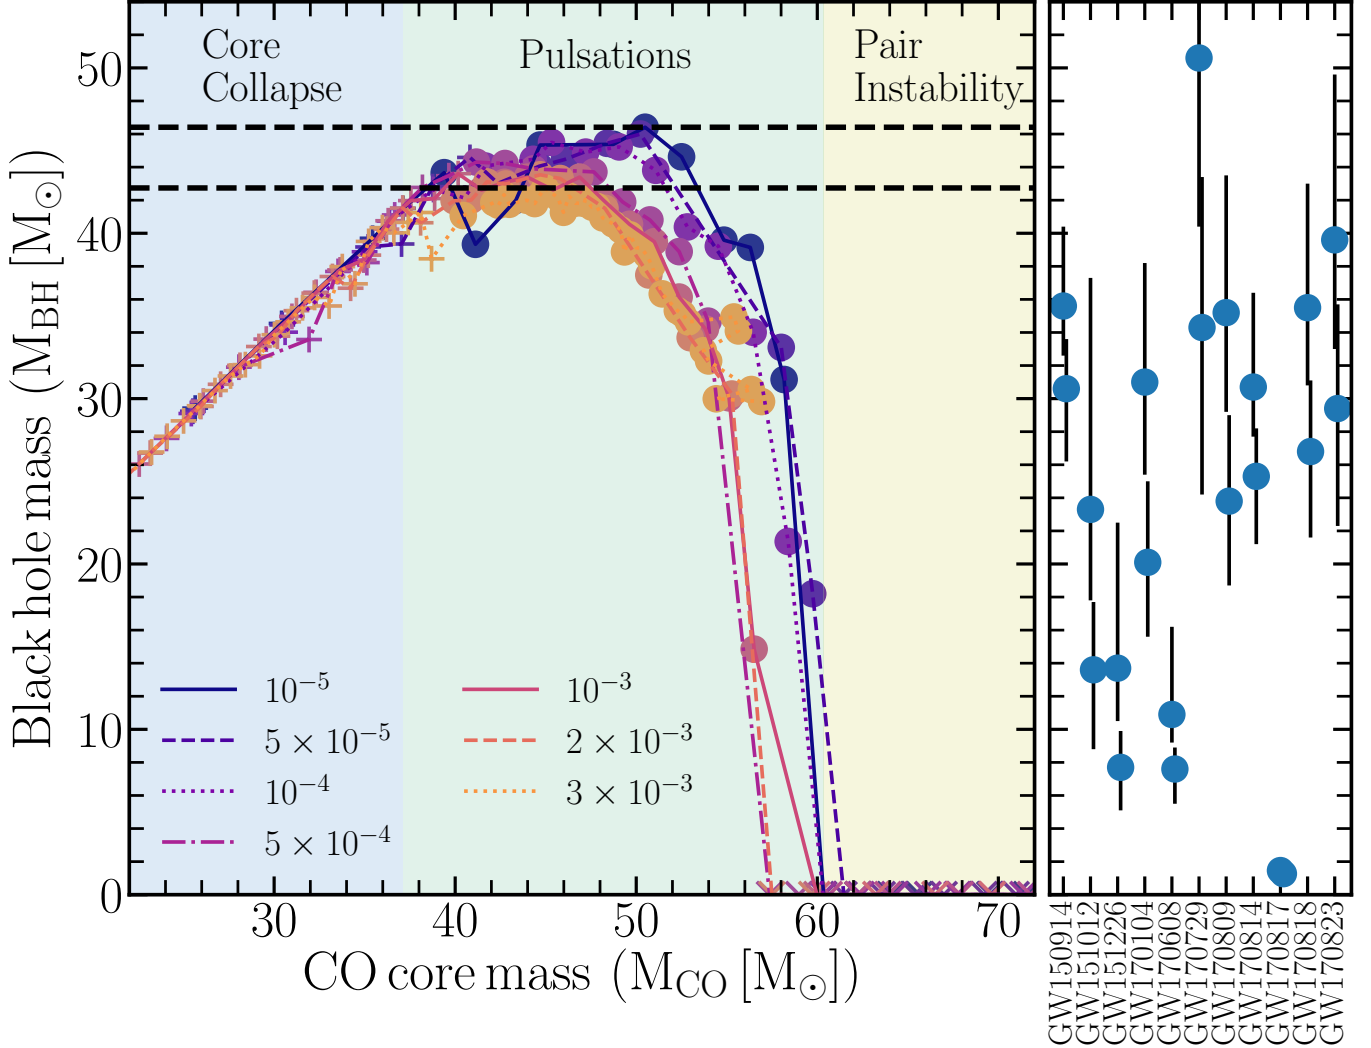 Core
Collapse
Pulsations
Pair
Instability
50
40
30
20
10
0
Black hole mass (M_BH [M_⊙])
10⁻⁵
5 × 10⁻⁵
10⁻⁴
5 × 10⁻⁴
10⁻³
2 × 10⁻³
3 × 10⁻³
30 40 50 60 70
CO core mass (M_CO [M_⊙])
GW150914
GW151012
GW151226
GW170104
GW170608
GW170729
GW170809
GW170814
GW170817
GW170818
GW170823